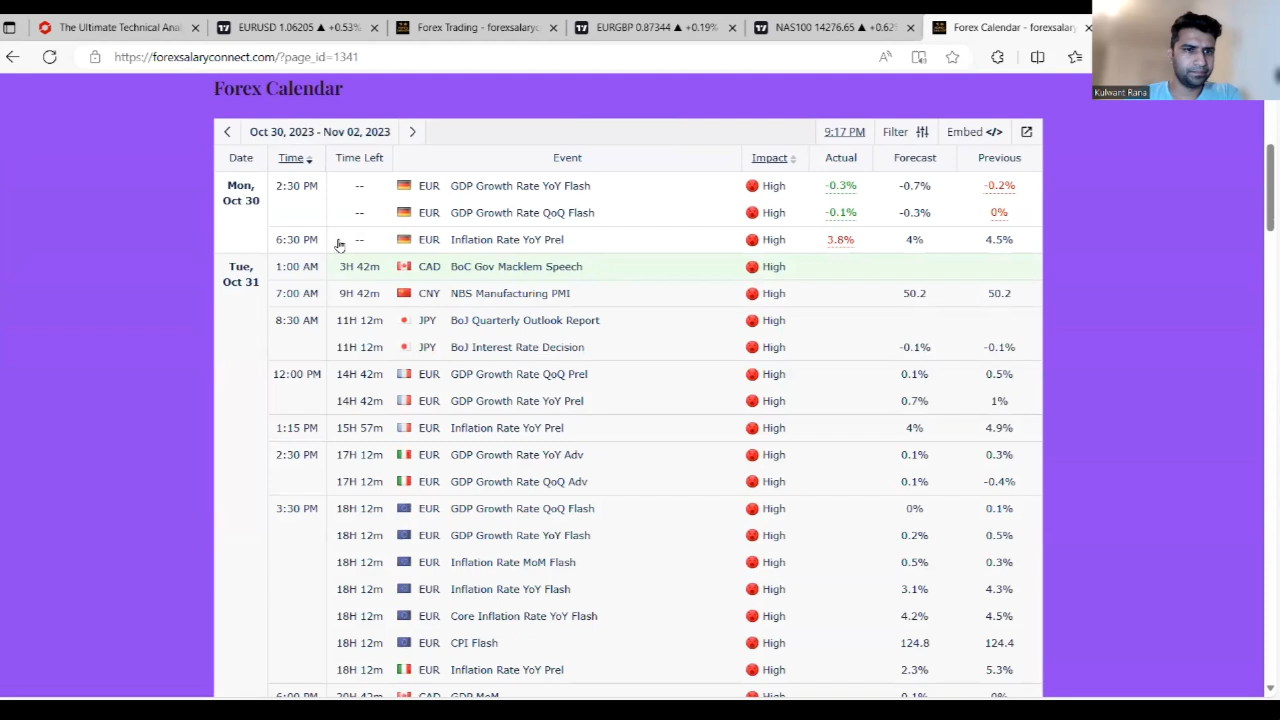 The Ultimate Technical Anal
EURUSD 1.06205 ▲ +0.53%
Forex Trading - forexsalaryc
EURGBP 0.87344 ▲ +0.19%
NAS100 14276.65 ▲ +0.62
Forex Calendar - forexsalary
https://forexsalaryconnect.com/?page_id=1341
Kulwant Rana
Forex Calendar
Oct 30, 2023 - Nov 02, 2023 9:17 PM Filter Embed </>
Date Time Time Left Event Impact Actual Forecast Previous
Mon, Oct 30 2:30 PM -- EUR GDP Growth Rate YoY Flash High -0.3% -0.7% -0.2%
-- EUR GDP Growth Rate QoQ Flash High -0.1% -0.3% 0%
6:30 PM -- EUR Inflation Rate YoY Prel High 3.8% 4% 4.5%
Tue, Oct 31 1:00 AM 3H 42m CAD BoC Gov Macklem Speech High
7:00 AM 9H 42m CNY NBS Manufacturing PMI High 50.2 50.2
8:30 AM 11H 12m JPY BoJ Quarterly Outlook Report High
11H 12m JPY BoJ Interest Rate Decision High -0.1% -0.1%
12:00 PM 14H 42m EUR GDP Growth Rate QoQ Prel High 0.1% 0.5%
14H 42m EUR GDP Growth Rate YoY Prel High 0.7% 1%
1:15 PM 15H 57m EUR Inflation Rate YoY Prel High 4% 4.9%
2:30 PM 17H 12m EUR GDP Growth Rate YoY Adv High 0.1% 0.3%
17H 12m EUR GDP Growth Rate QoQ Adv High 0.1% -0.4%
3:30 PM 18H 12m EUR GDP Growth Rate QoQ Flash High 0% 0.1%
18H 12m EUR GDP Growth Rate YoY Flash High 0.2% 0.5%
18H 12m EUR Inflation Rate MoM Flash High 0.5% 0.3%
18H 12m EUR Inflation Rate YoY Flash High 3.1% 4.3%
18H 12m EUR Core Inflation Rate YoY Flash High 4.2% 4.5%
18H 12m EUR CPI Flash High 124.8 124.4
18H 12m EUR Inflation Rate YoY Prel High 2.3% 5.3%
6:00 PM 20H 42m CAD GDP MoM High 0.1% 0%